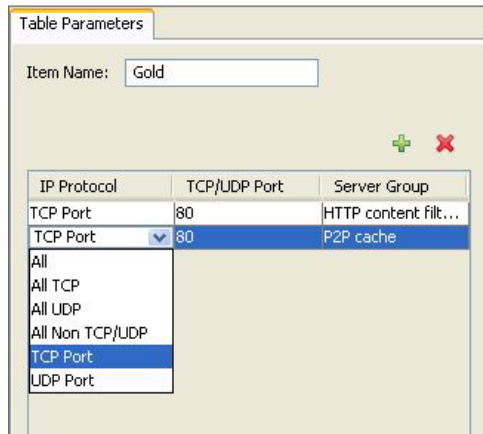 Table Parameters
Item Name: Gold
IP Protocol TCP/UDP Port Server Group
TCP Port 80 HTTP content filt...
TCP Port 80 P2P cache
All
All TCP
All UDP
All Non TCP/UDP
TCP Port
UDP Port